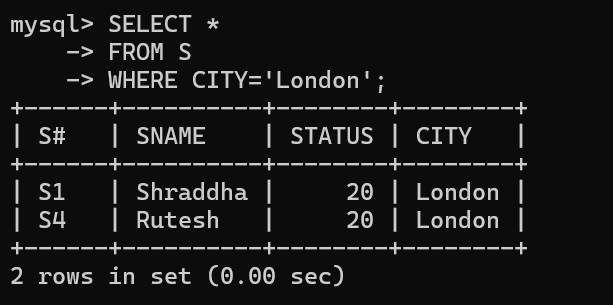 mysql> SELECT *
    -> FROM S
    -> WHERE CITY='London';
+------+----------+--------+--------+
| S#   | SNAME    | STATUS | CITY   |
+------+----------+--------+--------+
| S1   | Shraddha |     20 | London |
| S4   | Rutesh   |     20 | London |
+------+----------+--------+--------+
2 rows in set (0.00 sec)